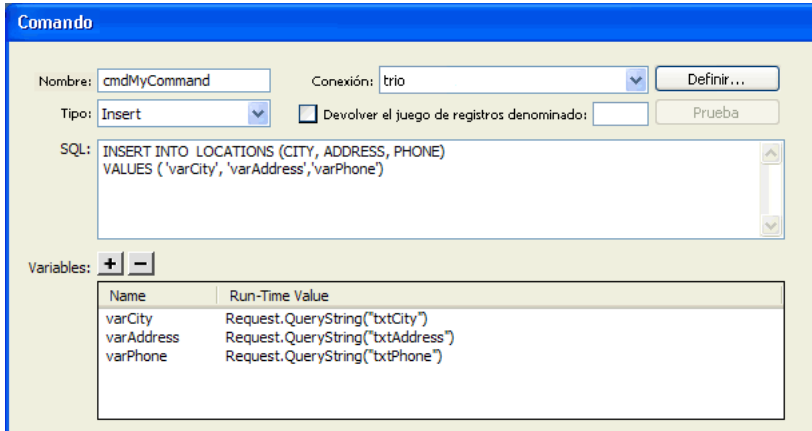 Comando
Nombre: cmdMyCommand Conexión: trio Definir...
Tipo: Insert Devolver el juego de registros denominado: Prueba
SQL: INSERT INTO LOCATIONS (CITY, ADDRESS, PHONE)
VALUES ( 'varCity', 'varAddress','varPhone')
Variables: + −
Name Run-Time Value
varCity Request.QueryString("txtCity")
varAddress Request.QueryString("txtAddress")
varPhone Request.QueryString("txtPhone")